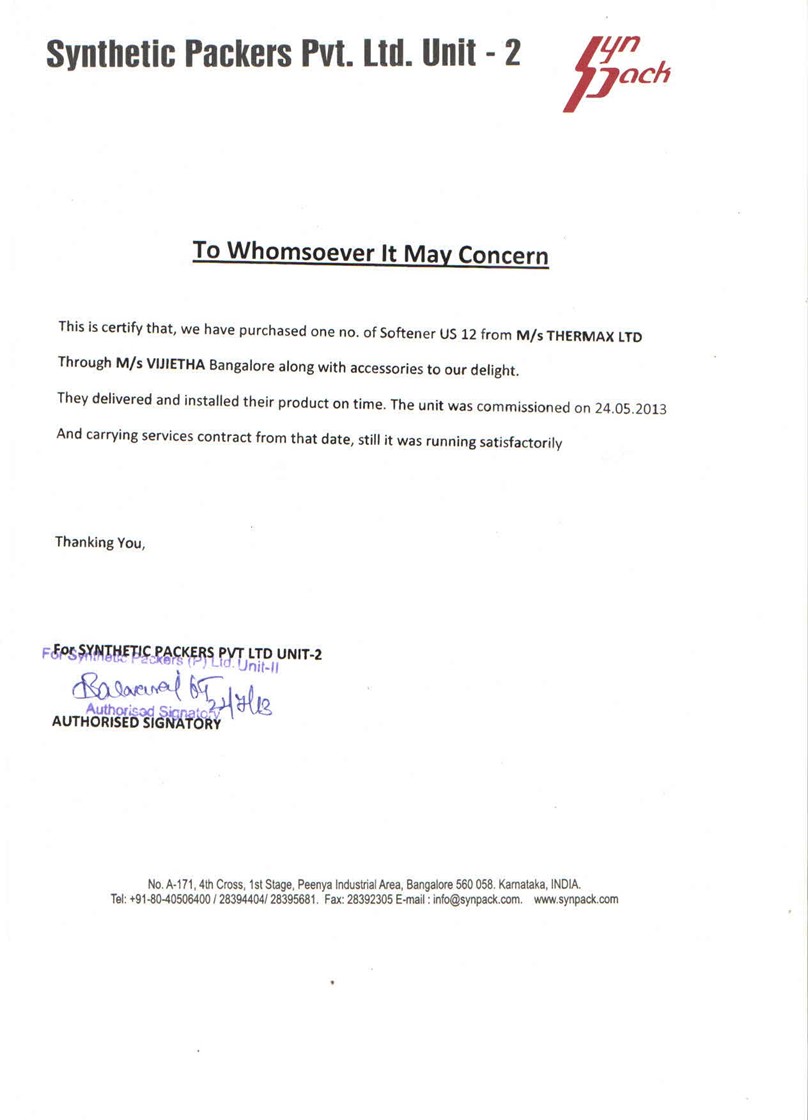 Synthetic Packers Pvt. Ltd. Unit - 2
Syn
Pack
To Whomsoever It May Concern
This is certify that, we have purchased one no. of Softener US 12 from M/s THERMAX LTD
Through M/s VIJIETHA Bangalore along with accessories to our delight.
They delivered and installed their product on time. The unit was commissioned on 24.05.2013
And carrying services contract from that date, still it was running satisfactorily
Thanking You,
For SYNTHETIC PACKERS PVT LTD UNIT-2
For Synthetic Packers (P) Ltd. Unit-II
Authorised Signatory
AUTHORISED SIGNATORY
No. A-171, 4th Cross, 1st Stage, Peenya Industrial Area, Bangalore 560 058. Karnataka, INDIA.
Tel: +91-80-40506400 / 28394404/ 28395681. Fax: 28392305 E-mail : info@synpack.com. www.synpack.com